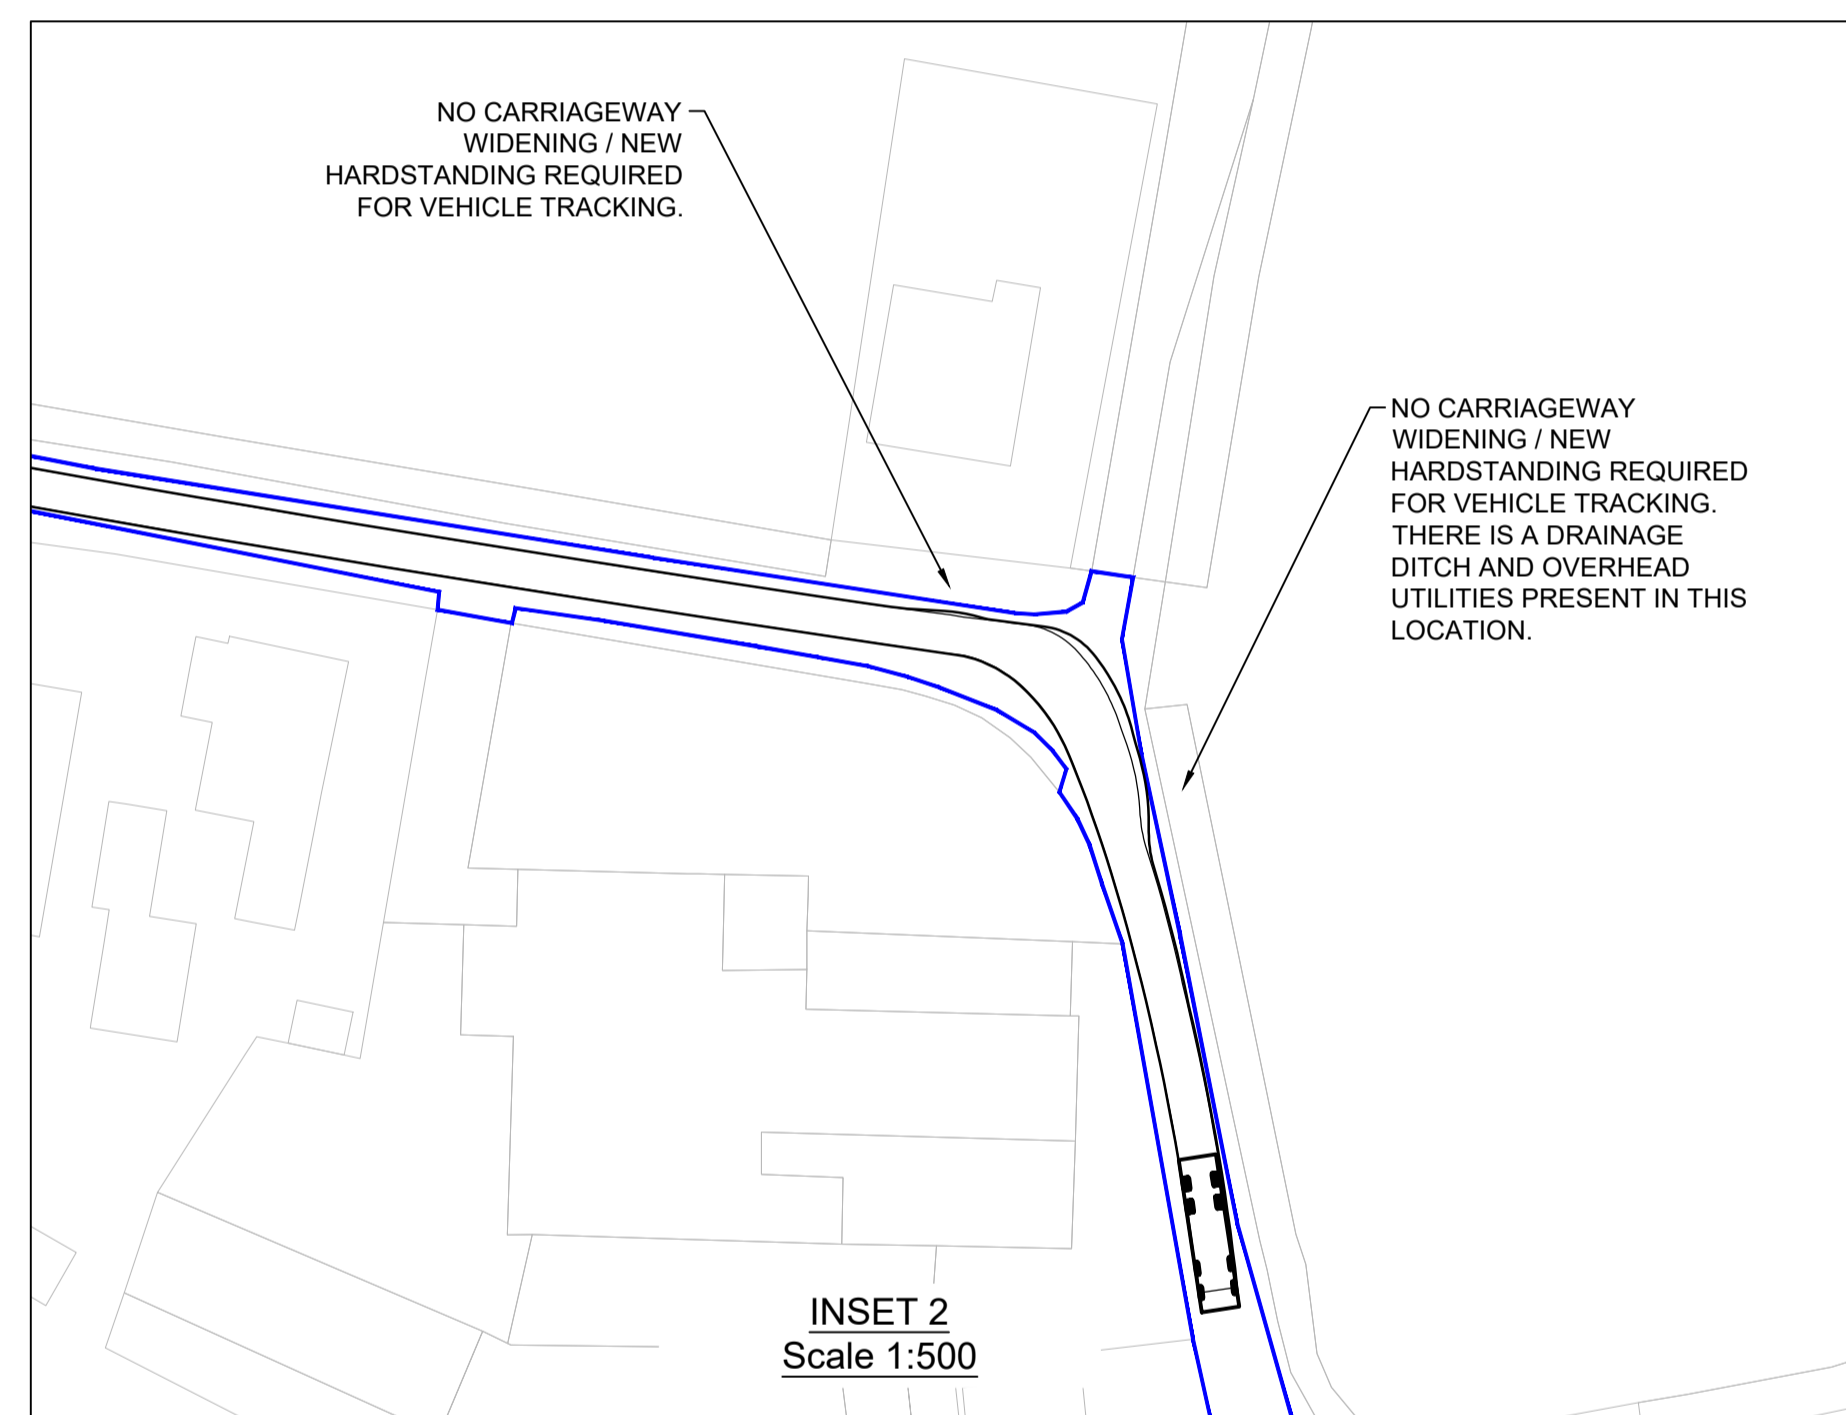 NO CARRIAGEWAY
WIDENING / NEW
HARDSTANDING REQUIRED
FOR VEHICLE TRACKING.
NO CARRIAGEWAY
WIDENING / NEW
HARDSTANDING REQUIRED
FOR VEHICLE TRACKING.
THERE IS A DRAINAGE
DITCH AND OVERHEAD
UTILITIES PRESENT IN THIS
LOCATION.
INSET 2
Scale 1:500